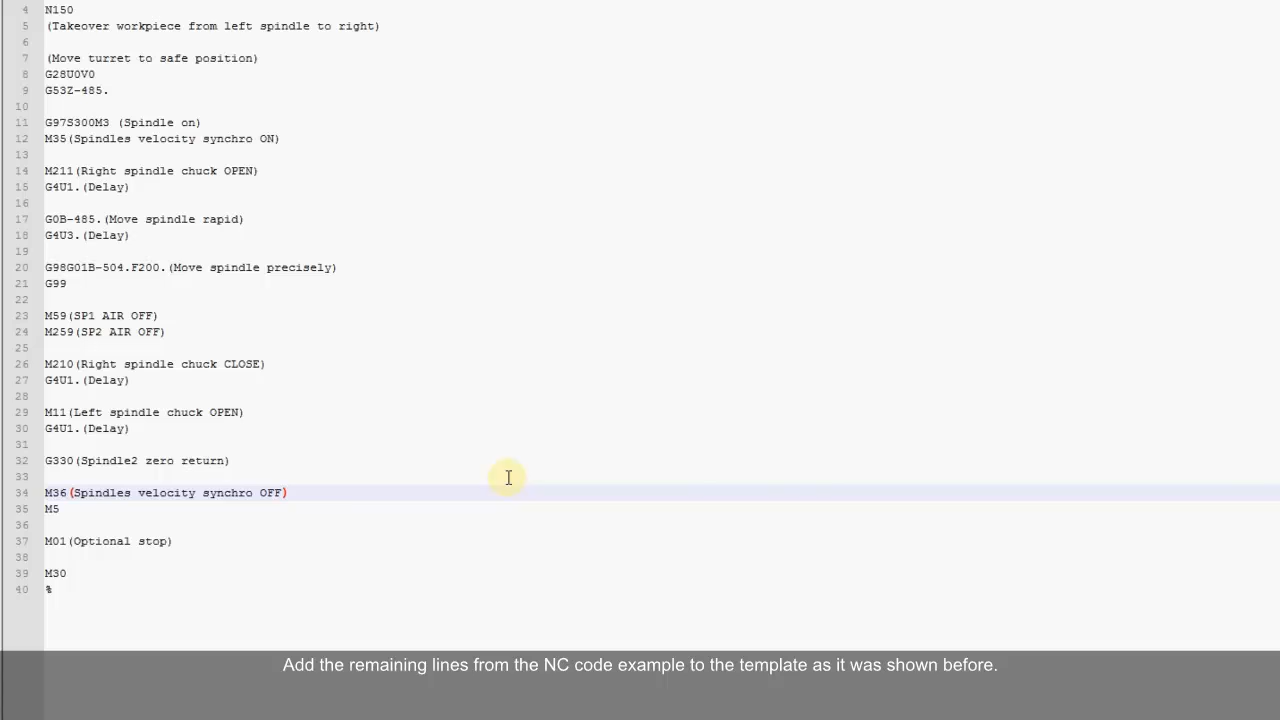 4 N150
5 (Takeover workpiece from left spindle to right)
6
7 (Move turret to safe position)
8 G28U0V0
9 G53Z-485.
10
11 G97S300M3 (Spindle on)
12 M35(Spindles velocity synchro ON)
13
14 M211(Right spindle chuck OPEN)
15 G4U1.(Delay)
16
17 G0B-485.(Move spindle rapid)
18 G4U3.(Delay)
19
20 G98G01B-504.F200.(Move spindle precisely)
21 G99
22
23 M59(SP1 AIR OFF)
24 M259(SP2 AIR OFF)
25
26 M210(Right spindle chuck CLOSE)
27 G4U1.(Delay)
28
29 M11(Left spindle chuck OPEN)
30 G4U1.(Delay)
31
32 G330(Spindle2 zero return)
33
34 M36(Spindles velocity synchro OFF)
35 M5
36
37 M01(Optional stop)
38
39 M30
40 %
Add the remaining lines from the NC code example to the template as it was shown before.